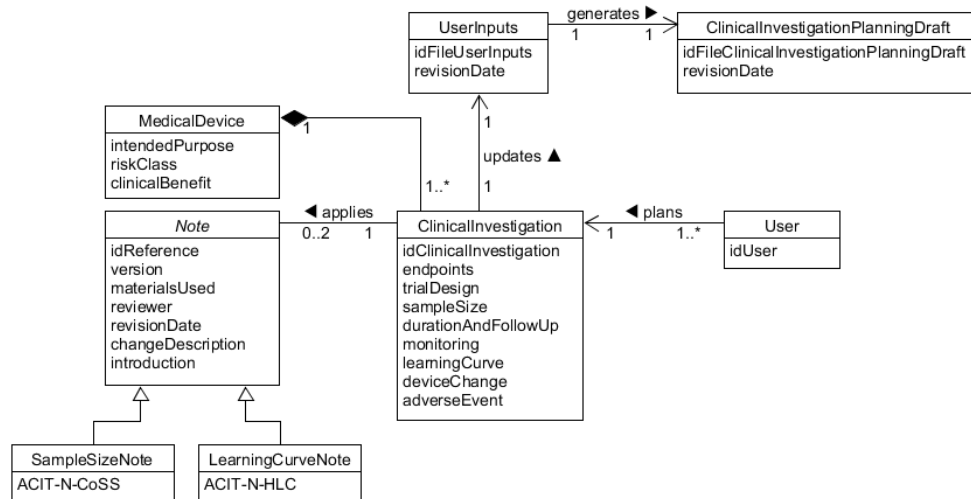 UserInputs
idFileUserInputs
revisionDate
generates ▶
1
1
ClinicalInvestigationPlanningDraft
idFileClinicalInvestigationPlanningDraft
revisionDate
MedicalDevice
intendedPurpose
riskClass
clinicalBenefit
1
1..*
1
updates ▲
1
Note
idReference
version
materialsUsed
reviewer
revisionDate
changeDescription
introduction
◀ applies
0..2
1
ClinicalInvestigation
idClinicalInvestigation
endpoints
trialDesign
sampleSize
durationAndFollowUp
monitoring
learningCurve
deviceChange
adverseEvent
◀ plans
1
1..*
User
idUser
SampleSizeNote
ACIT-N-CoSS
LearningCurveNote
ACIT-N-HLC